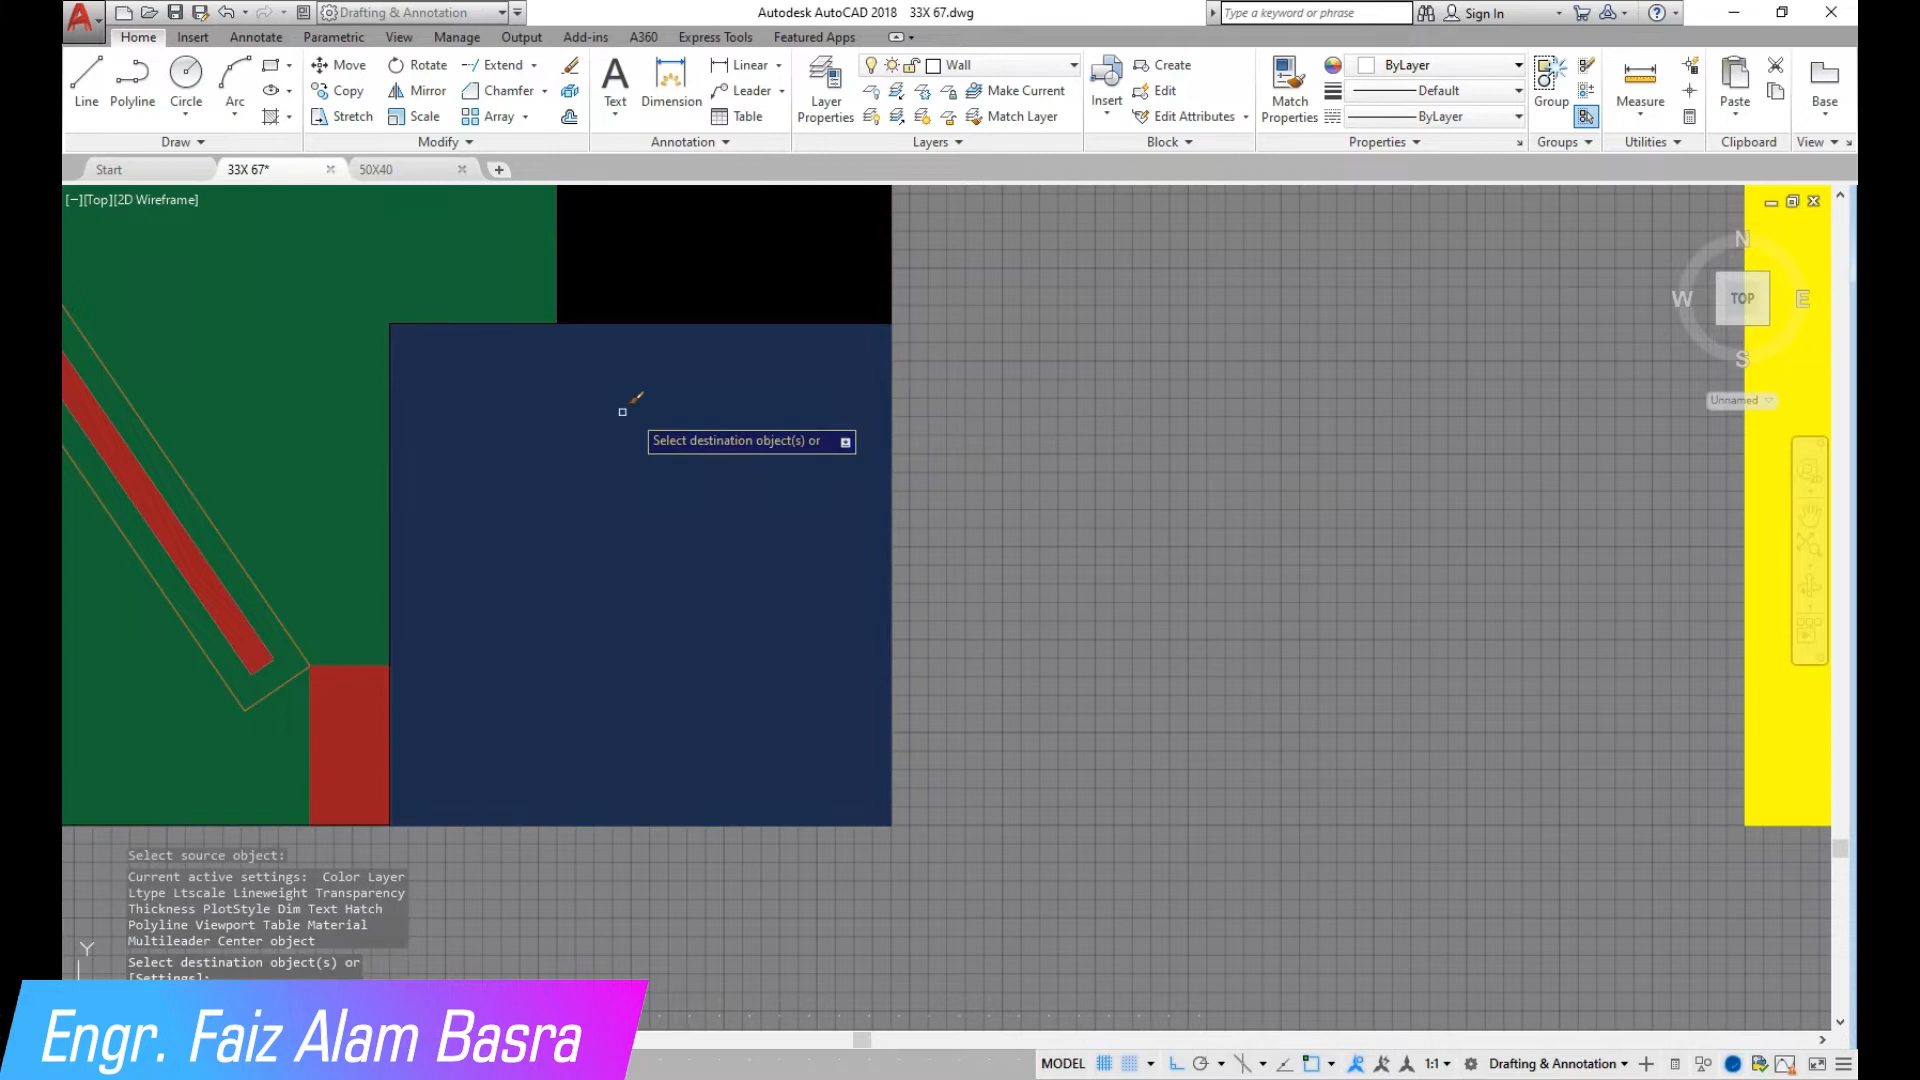 Drafting & Annotation
Autodesk AutoCAD 2018 33X 67.dwg
Type a keyword or phrase
Sign In
Home Insert Annotate Parametric View Manage Output Add-ins A360 Express Tools Featured Apps
Line
Polyline
Circle
Arc
Draw
Move
Copy
Stretch
Rotate
Mirror
Scale
Extend
Chamfer
Array
Modify
Text
Dimension
Linear
Leader
Table
Annotation
Layer
Properties
Wall
Make Current
Match Layer
Layers
Insert
Create
Edit
Edit Attributes
Block
Match
Properties
ByLayer
Default
ByLayer
Properties
Group
Groups
Measure
Utilities
Paste
Clipboard
Base
View
Start
33X 67*
50X40
[−][Top][2D Wireframe]
N
W
TOP
E
S
Unnamed
Select destination object(s) or
Select source object:
Current active settings: Color Layer
Ltype Ltscale Lineweight Transparency
Thickness PlotStyle Dim Text Hatch
Polyline Viewport Table Material
Multileader Center object
Select destination object(s) or
[Settings]:
Y
Engr. Faiz Alam Basra
MODEL
1:1
Drafting & Annotation